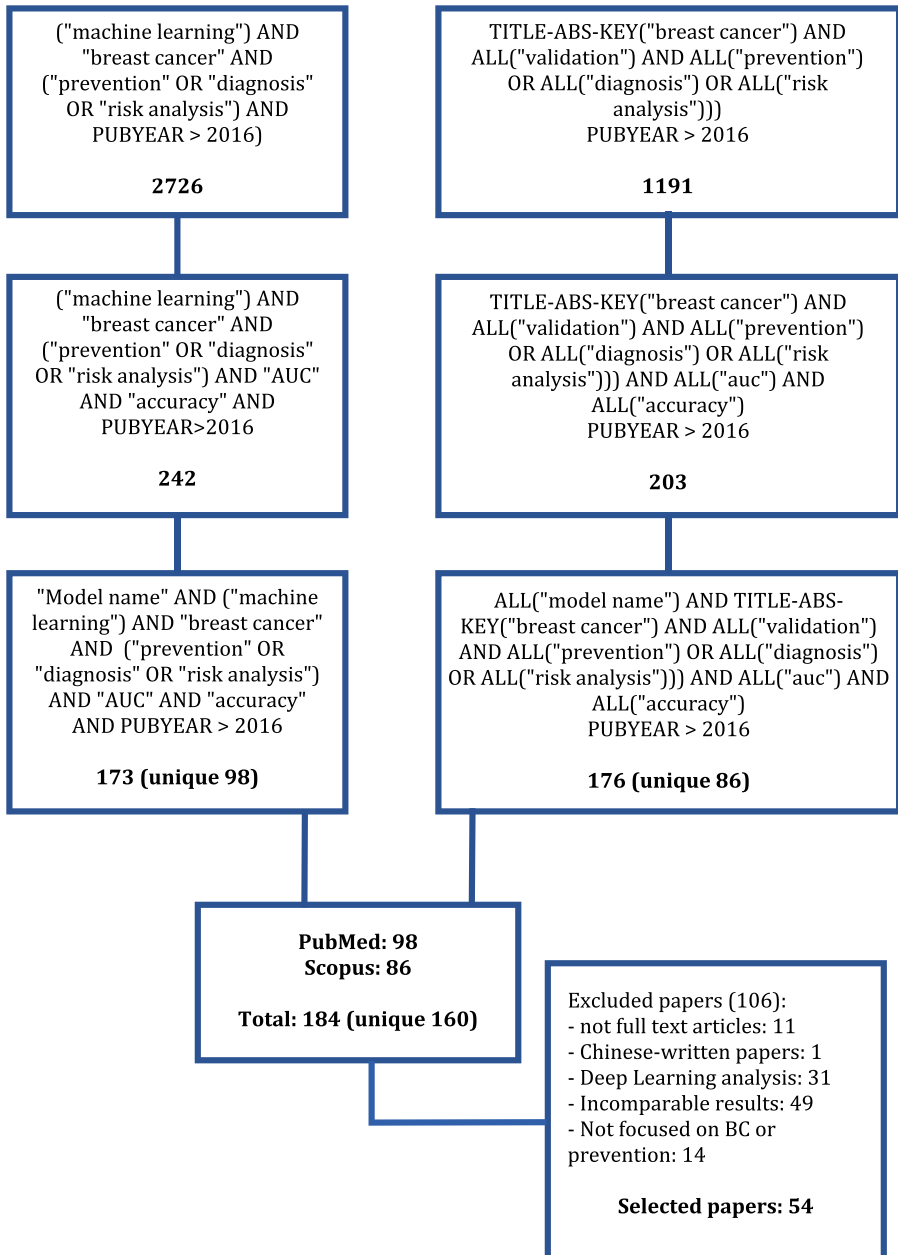 ("machine learning") AND
"breast cancer" AND
("prevention" OR "diagnosis"
OR "risk analysis") AND
PUBYEAR > 2016)
2726
TITLE-ABS-KEY("breast cancer") AND
ALL("validation") AND ALL("prevention")
OR ALL("diagnosis") OR ALL("risk
analysis")))
PUBYEAR > 2016
1191
("machine learning") AND
"breast cancer" AND
("prevention" OR "diagnosis"
OR "risk analysis") AND "AUC"
AND "accuracy" AND
PUBYEAR>2016
242
TITLE-ABS-KEY("breast cancer") AND
ALL("validation") AND ALL("prevention")
OR ALL("diagnosis") OR ALL("risk
analysis"))) AND ALL("auc") AND
ALL("accuracy")
PUBYEAR > 2016
203
"Model name" AND ("machine
learning") AND "breast cancer"
AND ("prevention" OR
"diagnosis" OR "risk analysis")
AND "AUC" AND "accuracy"
AND PUBYEAR > 2016
173 (unique 98)
ALL("model name") AND TITLE-ABS-
KEY("breast cancer") AND ALL("validation")
AND ALL("prevention") OR ALL("diagnosis")
OR ALL("risk analysis"))) AND ALL("auc") AND
ALL("accuracy")
PUBYEAR > 2016
176 (unique 86)
PubMed: 98
Scopus: 86
Total: 184 (unique 160)
Excluded papers (106):
- not full text articles: 11
- Chinese-written papers: 1
- Deep Learning analysis: 31
- Incomparable results: 49
- Not focused on BC or
prevention: 14
Selected papers: 54